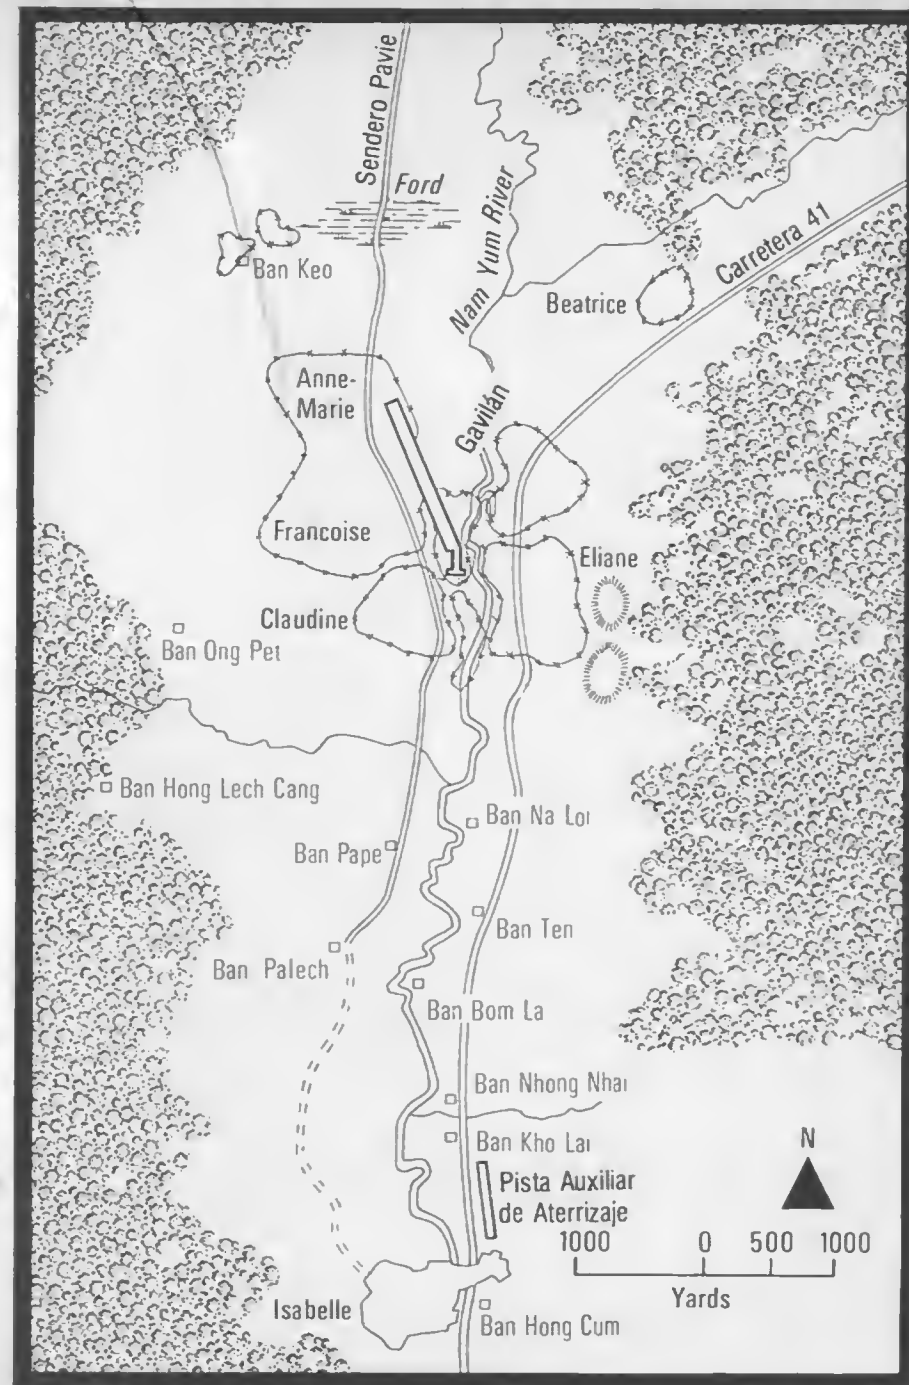 Sendero Pavie
Ford
Nam Yum River
Carretera 41
Ban Keo
Beatrice
Anne-
Marie
Gavilán
Francoise
1
Eliane
Claudine
Ban Ong Pet
Ban Hong Lech Cang
Ban Na Loi
Ban Pape
Ban Ten
Ban Palech
Ban Bom La
Ban Nhong Nhai
Ban Kho Lai
N
Pista Auxiliar
de Aterrizaje
1000 0 500 1000
Yards
Isabelle
Ban Hong Cum